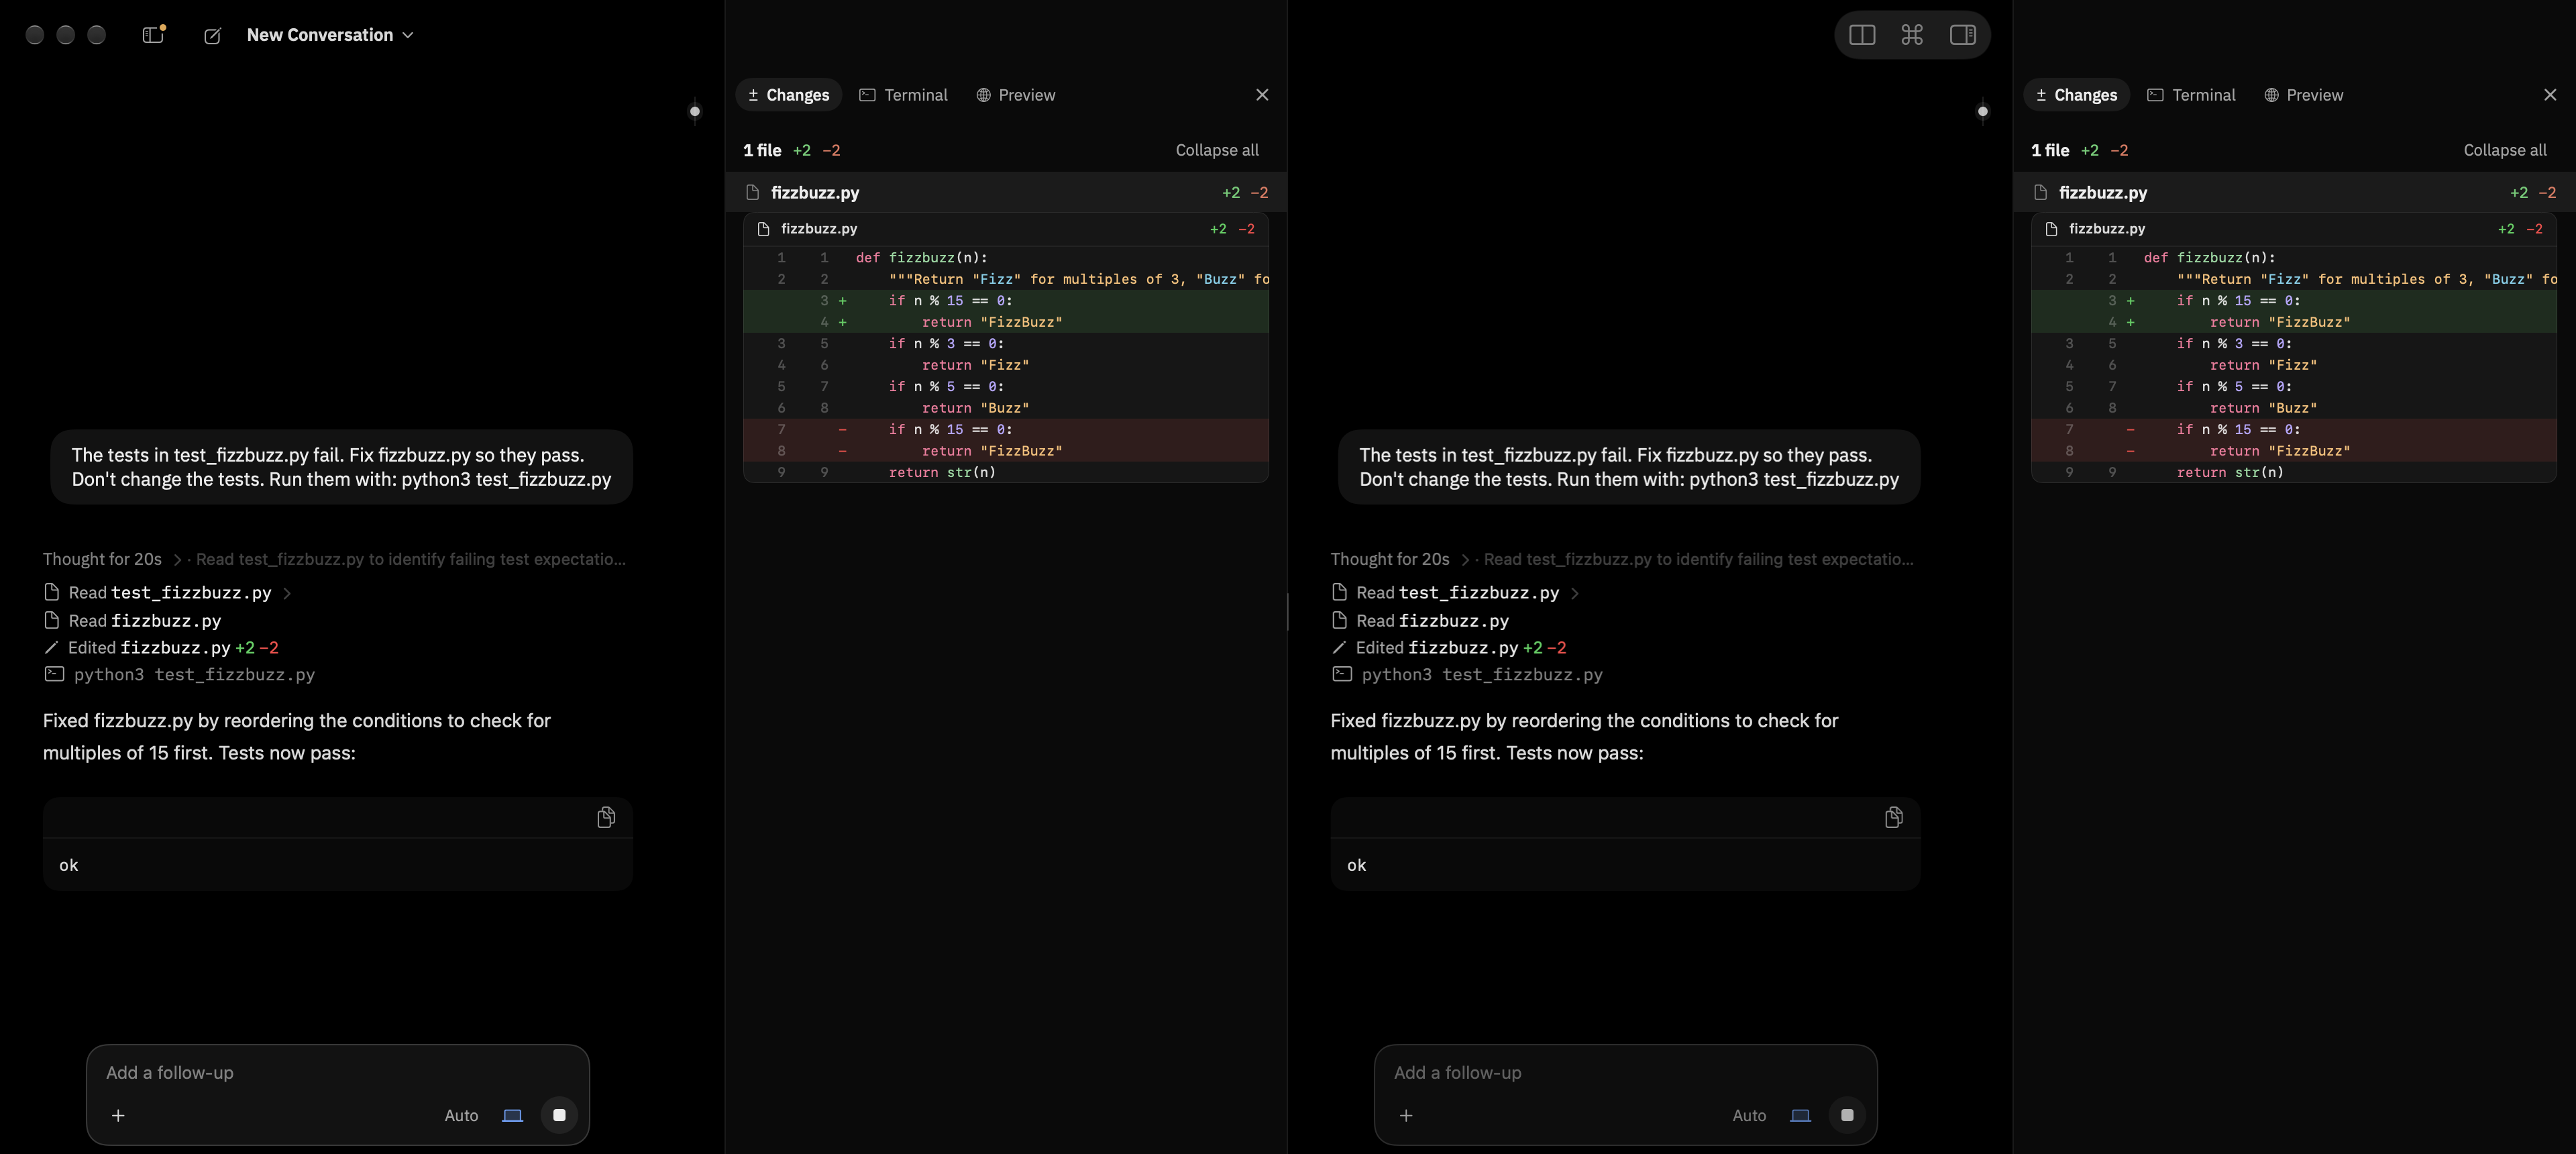 New Conversation
The tests in test_fizzbuzz.py fail. Fix fizzbuzz.py so they pass.
Don't change the tests. Run them with: python3 test_fizzbuzz.py
Thought for 20s > · Read test_fizzbuzz.py to identify failing test expectatio...
Read test_fizzbuzz.py >
Read fizzbuzz.py
Edited fizzbuzz.py +2 −2
python3 test_fizzbuzz.py
Fixed fizzbuzz.py by reordering the conditions to check for
multiples of 15 first. Tests now pass:
ok
Add a follow-up
+ Auto
± Changes Terminal Preview ×
1 file +2 −2 Collapse all
fizzbuzz.py +2 −2
fizzbuzz.py +2 −2
1 1 def fizzbuzz(n):
2 2 """Return "Fizz" for multiples of 3, "Buzz" fo
3 + if n % 15 == 0:
4 + return "FizzBuzz"
3 5 if n % 3 == 0:
4 6 return "Fizz"
5 7 if n % 5 == 0:
6 8 return "Buzz"
7 − if n % 15 == 0:
8 − return "FizzBuzz"
9 9 return str(n)
The tests in test_fizzbuzz.py fail. Fix fizzbuzz.py so they pass.
Don't change the tests. Run them with: python3 test_fizzbuzz.py
Thought for 20s > · Read test_fizzbuzz.py to identify failing test expectatio...
Read test_fizzbuzz.py >
Read fizzbuzz.py
Edited fizzbuzz.py +2 −2
python3 test_fizzbuzz.py
Fixed fizzbuzz.py by reordering the conditions to check for
multiples of 15 first. Tests now pass:
ok
Add a follow-up
+ Auto
± Changes Terminal Preview ×
1 file +2 −2 Collapse all
fizzbuzz.py +2 −2
fizzbuzz.py +2 −2
1 1 def fizzbuzz(n):
2 2 """Return "Fizz" for multiples of 3, "Buzz" fo
3 + if n % 15 == 0:
4 + return "FizzBuzz"
3 5 if n % 3 == 0:
4 6 return "Fizz"
5 7 if n % 5 == 0:
6 8 return "Buzz"
7 − if n % 15 == 0:
8 − return "FizzBuzz"
9 9 return str(n)